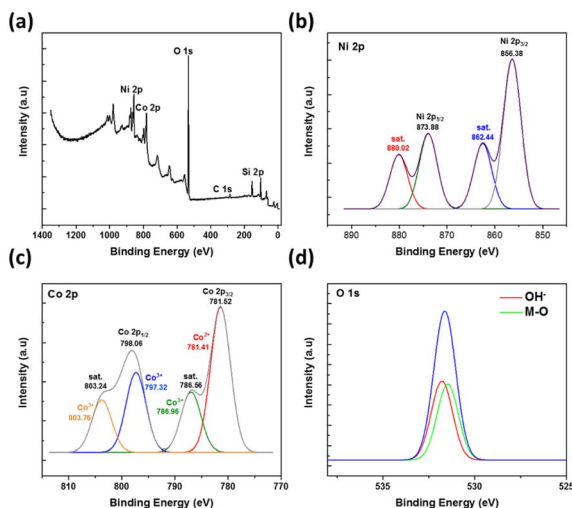 (a)
O 1s
Ni 2p
Co 2p
C 1s
Si 2p
Intensity (a.u)
1400 1200 1000 800 600 400 200 0
Binding Energy (eV)
(b)
Ni 2p
Ni 2p3/2
856.38
Ni 2p1/2
873.88
sat.
880.02
sat.
862.44
Intensity (a.u)
890 880 870 860 850
Binding Energy (eV)
(c)
Co 2p
Co 2p3/2
781.52
Co 2p1/2
798.06
sat.
803.24
Co2+
781.41
Co3+
797.32
sat.
786.56
Co3+
786.96
Co3+
803.76
Intensity (a.u)
810 800 790 780 770
Binding Energy (eV)
(d)
O 1s
OH-
M-O
Intensity (a.u)
535 530 525
Binding Energy (eV)